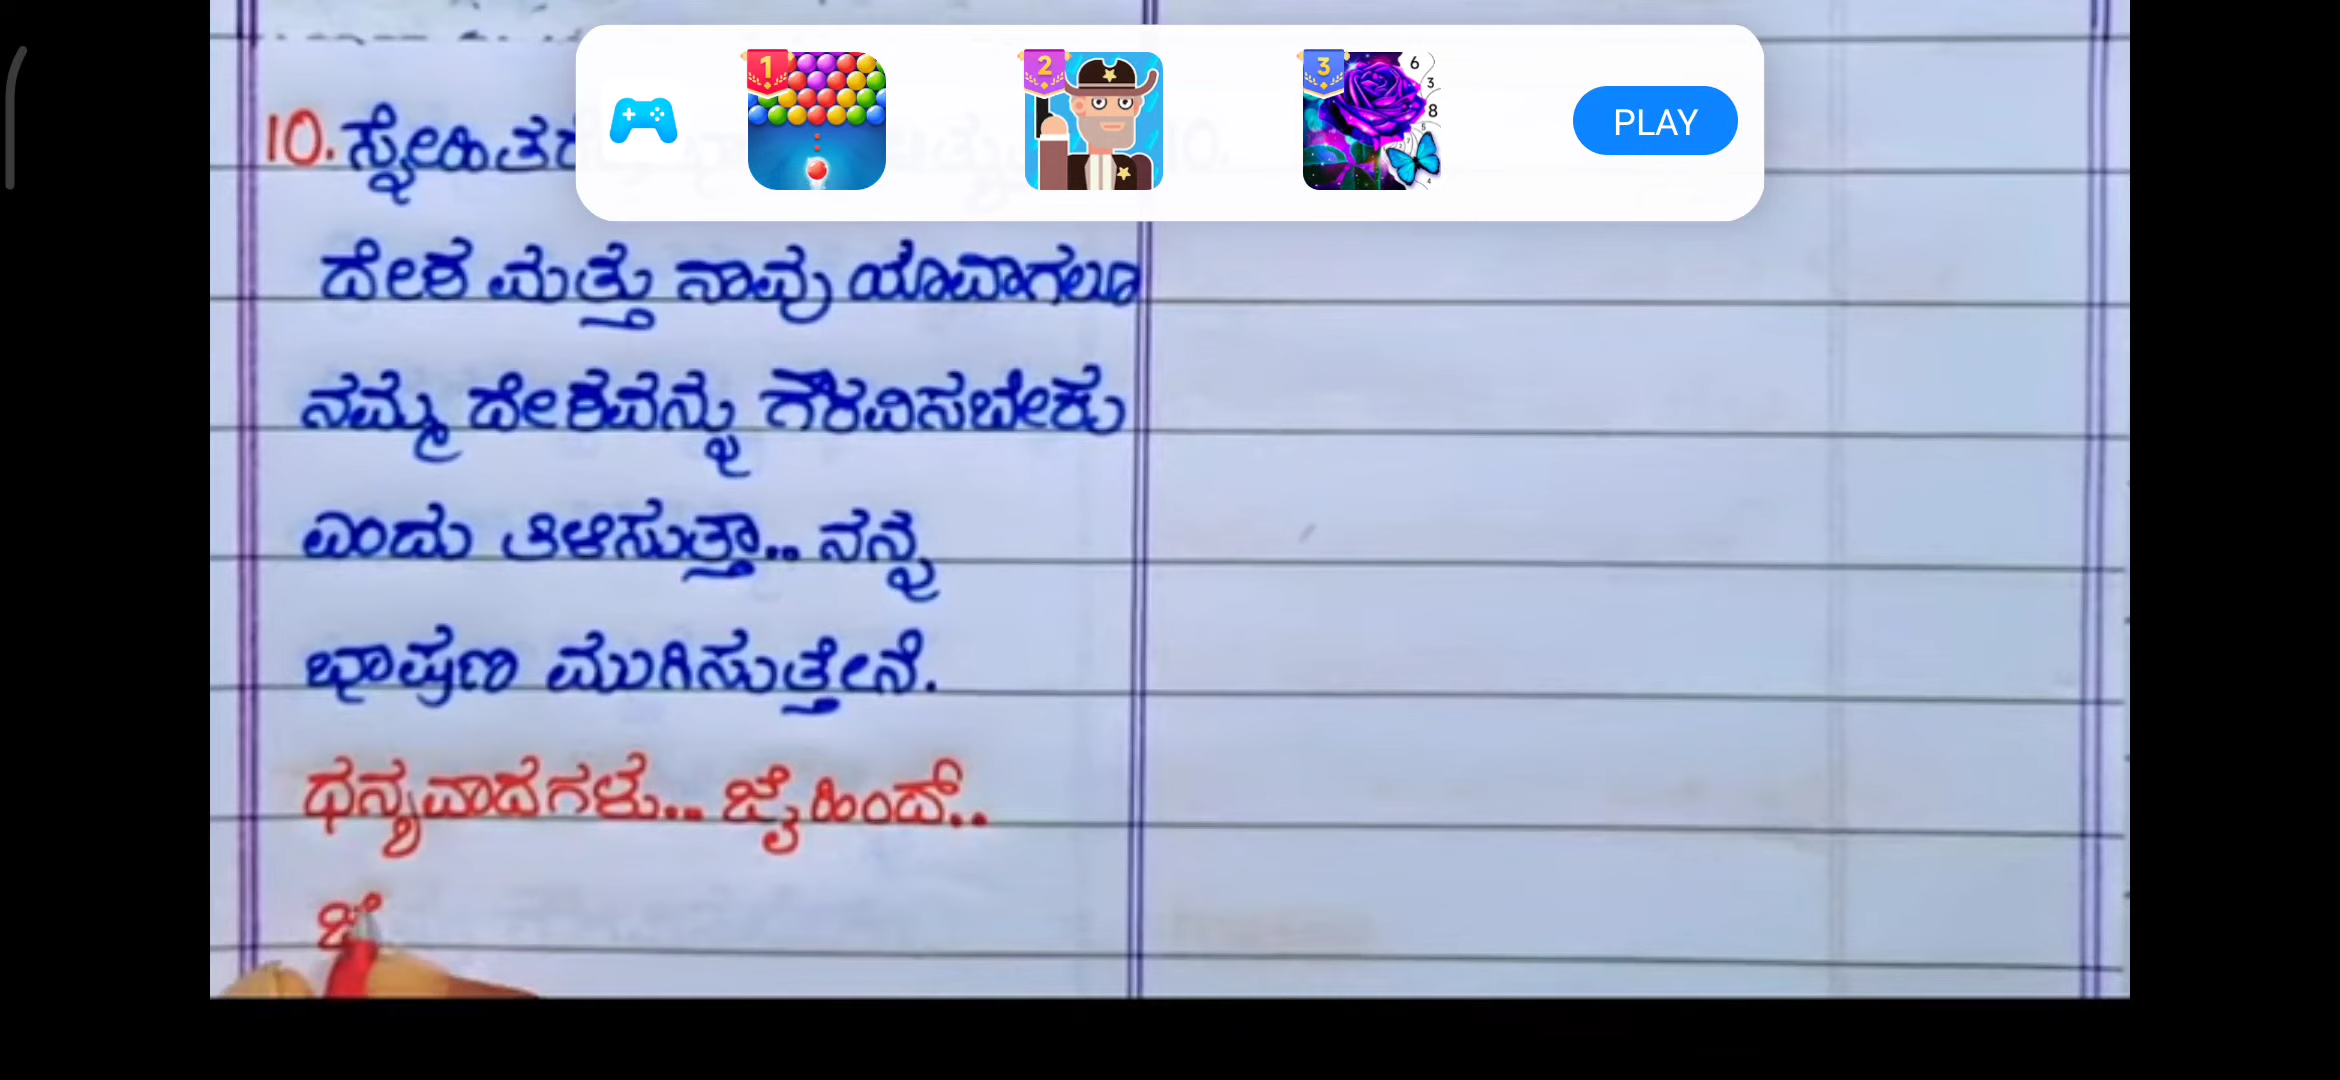 10. ಸ್ನೇಹಿತರೆ
PLAY
ದೇಶ ಮತ್ತು ನಾವು ಯಾವಾಗಲೂ
ನಮ್ಮ ದೇಶವನ್ನು ಗೌರವಿಸಬೇಕು
ಎಂದು ತಿಳಿಸುತ್ತಾ.. ನನ್ನ
ಭಾಷಣ ಮುಗಿಸುತ್ತೇನೆ.
ಧನ್ಯವಾದಗಳು... ಜೈ ಹಿಂದ್..
ಜೈ